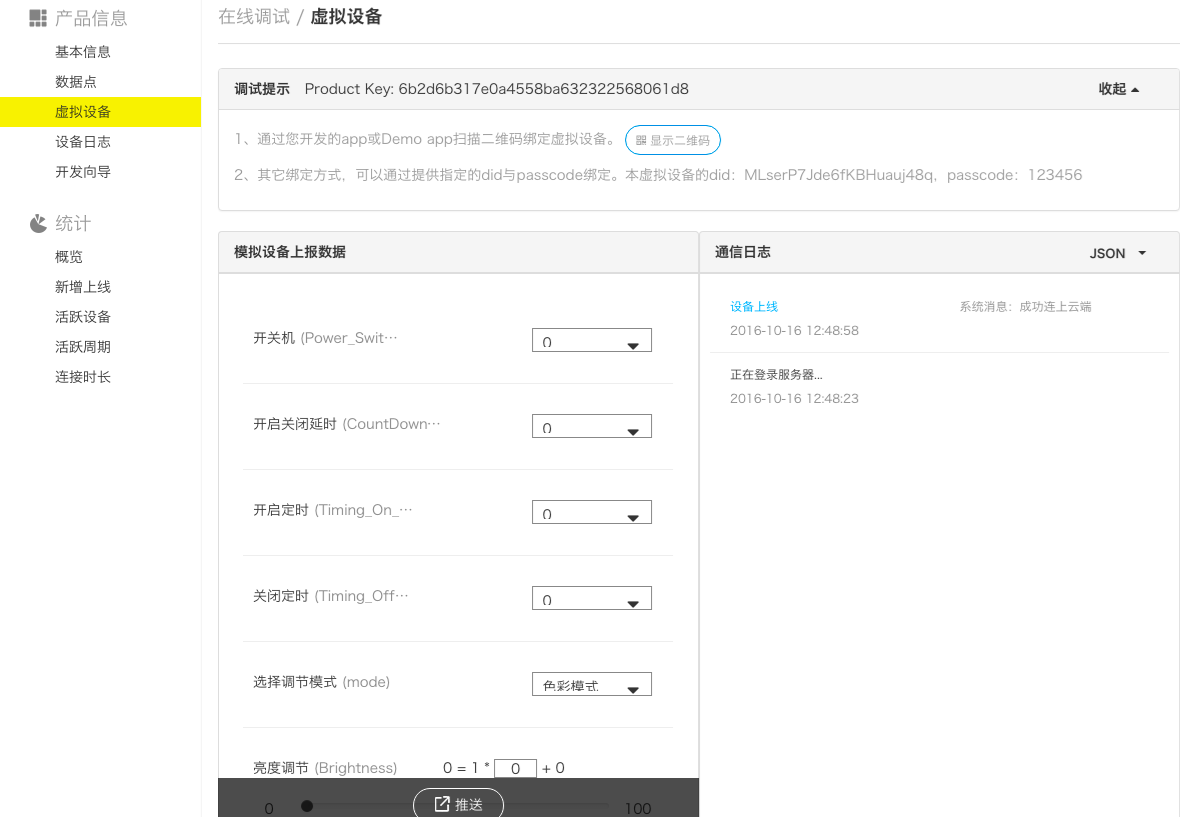 产品信息
基本信息
数据点
虚拟设备
设备日志
开发向导
统计
概览
新增上线
活跃设备
活跃周期
连接时长
在线调试 / 虚拟设备
调试提示 Product Key: 6b2d6b317e0a4558ba632322568061d8 收起
1、通过您开发的app或Demo app扫描二维码绑定虚拟设备。 显示二维码
2、其它绑定方式，可以通过提供指定的did与passcode绑定。本虚拟设备的did：MLserP7Jde6fKBHuauj48q，passcode：123456
模拟设备上报数据
开关机 (Power_Swit… 0
开启关闭延时 (CountDown… 0
开启定时 (Timing_On_… 0
关闭定时 (Timing_Off… 0
选择调节模式 (mode) 色彩模式
亮度调节 (Brightness) 0 = 1 * 0 + 0
0 100
推送
通信日志 JSON
设备上线 系统消息：成功连上云端
2016-10-16 12:48:58
正在登录服务器...
2016-10-16 12:48:23